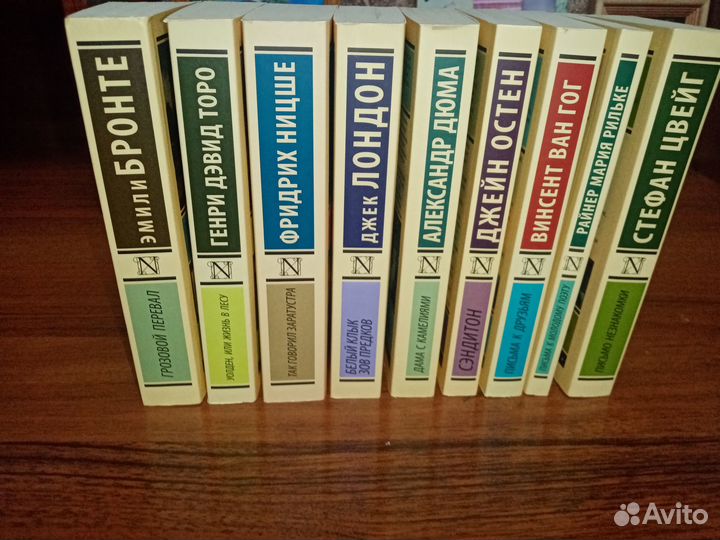 ЭМИЛИ БРОНТЕ
ГРОЗОВОЙ ПЕРЕВАЛ
ГЕНРИ ДЭВИД ТОРО
УОЛДЕН, ИЛИ ЖИЗНЬ В ЛЕСУ
ФРИДРИХ НИЦШЕ
ТАК ГОВОРИЛ ЗАРАТУСТРА
ДЖЕК ЛОНДОН
БЕЛЫЙ КЛЫК
ЗОВ ПРЕДКОВ
АЛЕКСАНДР ДЮМА
ДАМА С КАМЕЛИЯМИ
ДЖЕЙН ОСТЕН
СЭНДИТОН
ВИНСЕНТ ВАН ГОГ
ПИСЬМА К ДРУЗЬЯМ
РАЙНЕР МАРИЯ РИЛЬКЕ
ПИСЬМА К МОЛОДОМУ ПОЭТУ
СТЕФАН ЦВЕЙГ
ПИСЬМО НЕЗНАКОМКИ
Avito